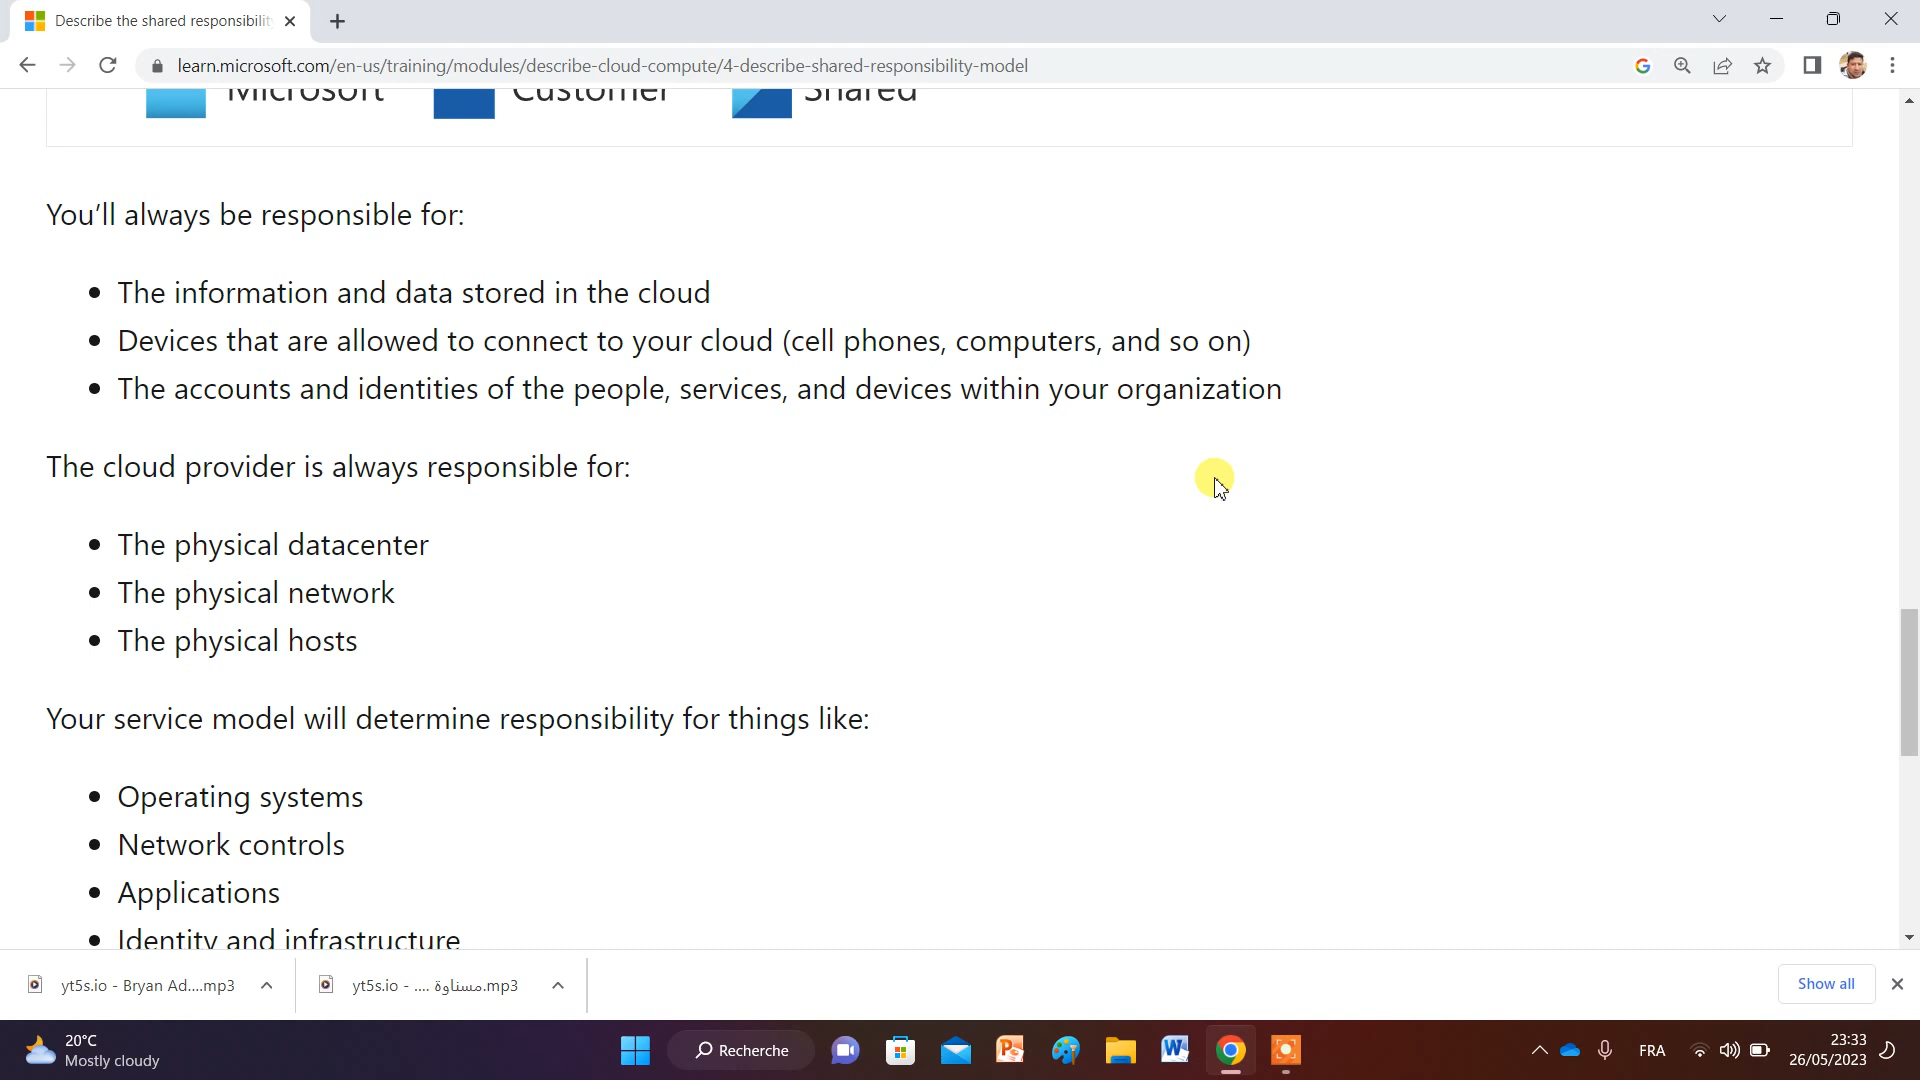 Describe the shared responsibilit
learn.microsoft.com/en-us/training/modules/describe-cloud-compute/4-describe-shared-responsibility-model
Microsoft Customer Shared
You'll always be responsible for:
• The information and data stored in the cloud
• Devices that are allowed to connect to your cloud (cell phones, computers, and so on)
• The accounts and identities of the people, services, and devices within your organization
The cloud provider is always responsible for:
• The physical datacenter
• The physical network
• The physical hosts
Your service model will determine responsibility for things like:
• Operating systems
• Network controls
• Applications
• Identity and infrastructure
yt5s.io - Bryan Ad....mp3
yt5s.io - .... مسناوة.mp3
Show all
20°C
Mostly cloudy
Recherche
FRA
23:33
26/05/2023